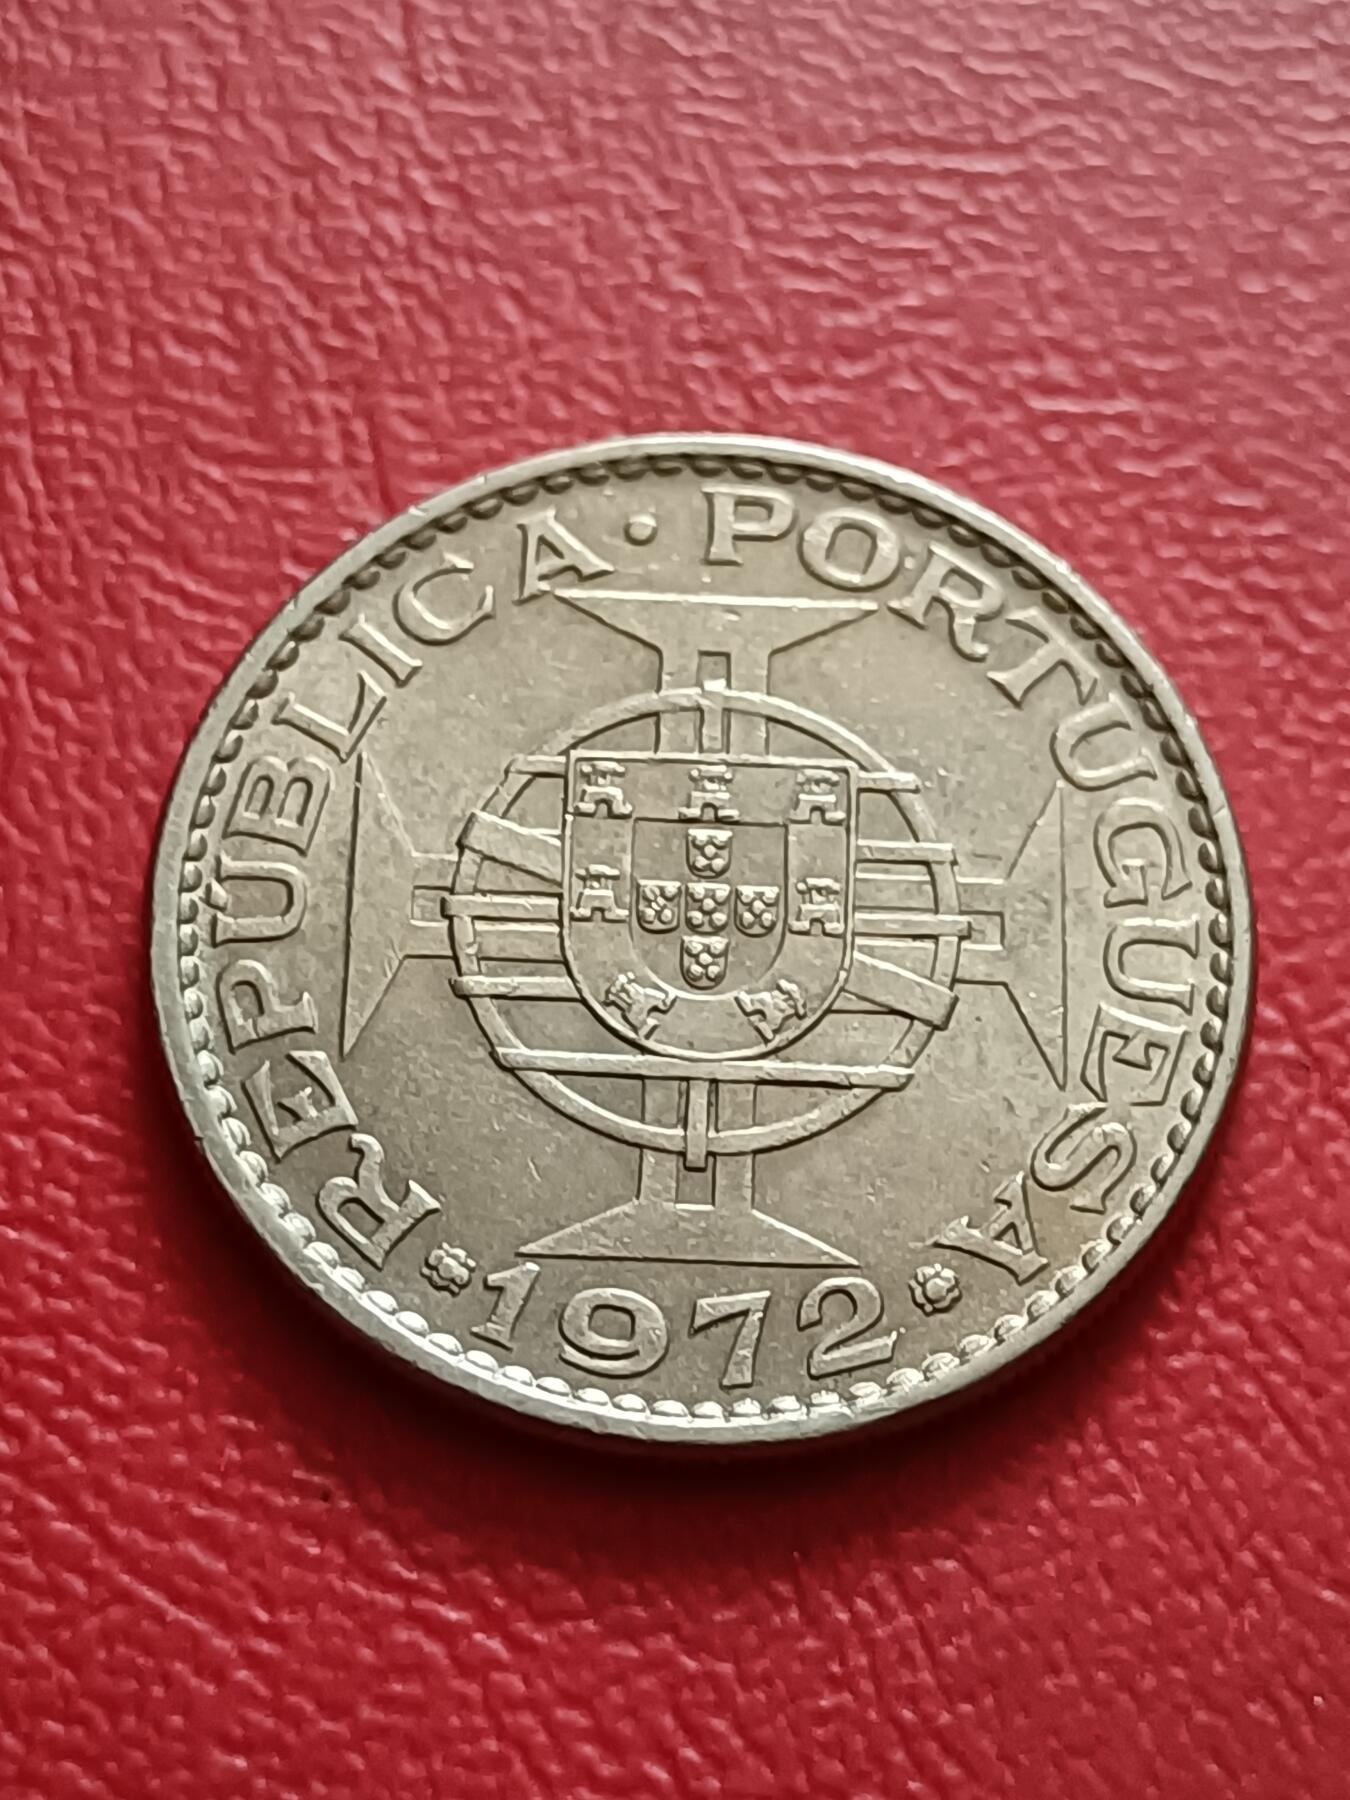 REPÚBLICA · PORTUGUESA
1972